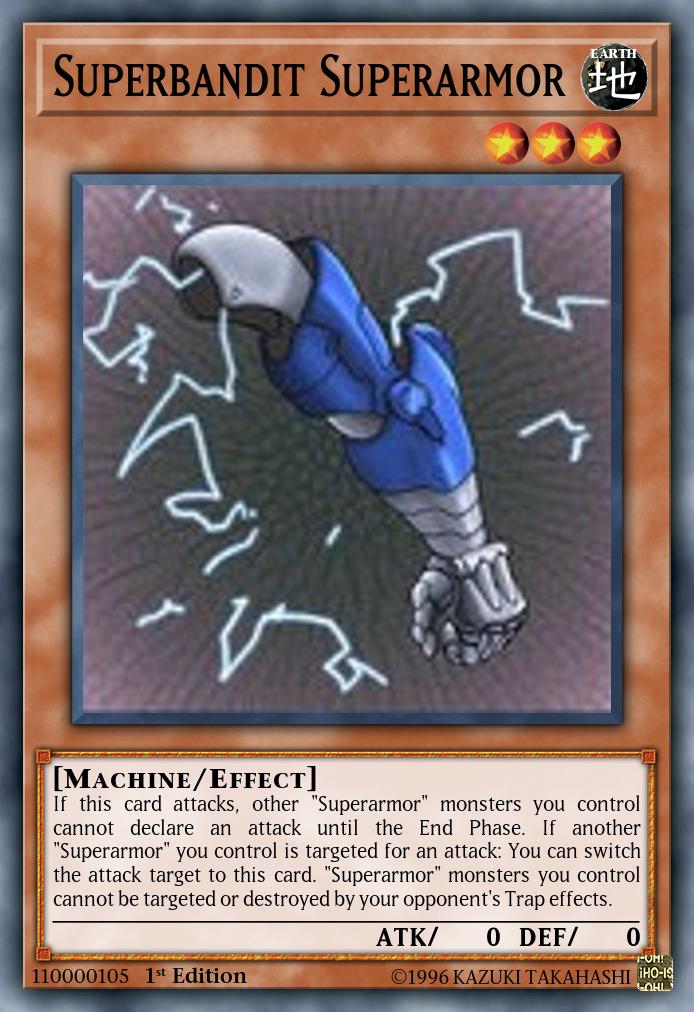 Superbandit Superarmor
EARTH
地
[Machine/Effect]
If this card attacks, other "Superarmor" monsters you control
cannot declare an attack until the End Phase. If another
"Superarmor" you control is targeted for an attack: You can switch
the attack target to this card. "Superarmor" monsters you control
cannot be targeted or destroyed by your opponent's Trap effects.
ATK/ 0 DEF/ 0
110000105 1st Edition ©1996 KAZUKI TAKAHASHI